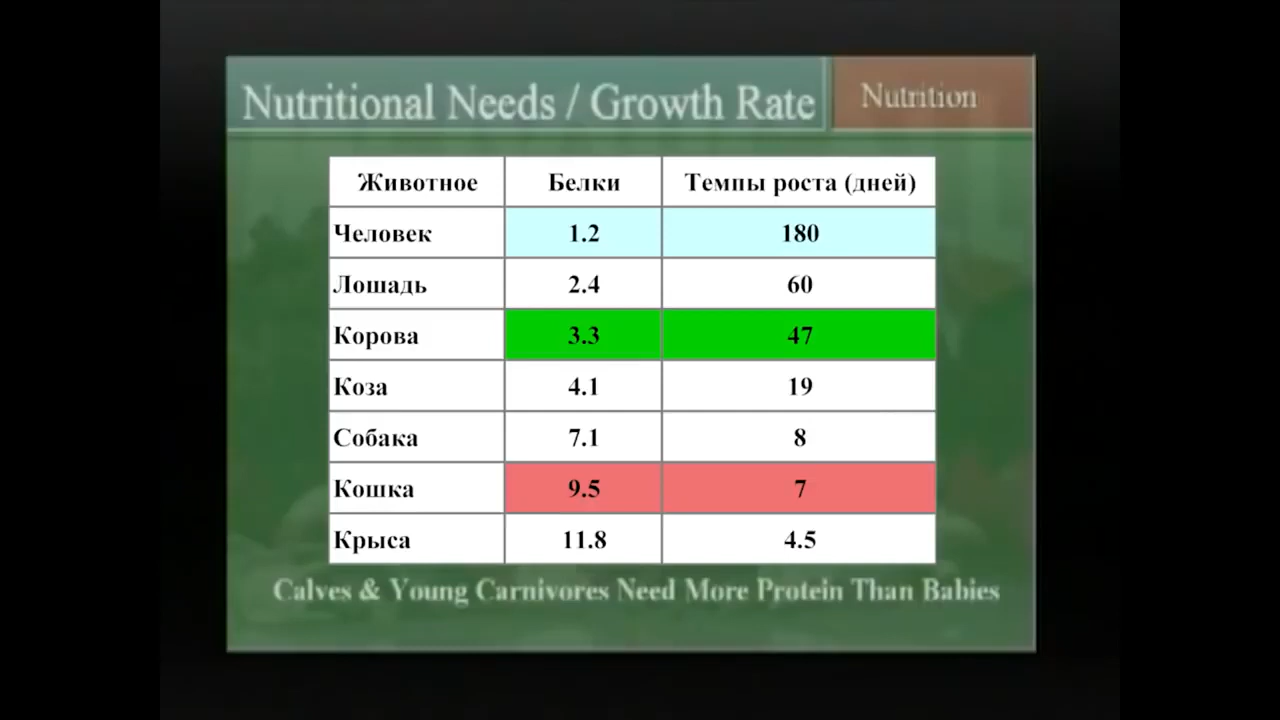 Nutritional Needs / Growth Rate
Nutrition
Животное Белки Темпы роста (дней)
Человек 1.2 180
Лошадь 2.4 60
Корова 3.3 47
Коза 4.1 19
Собака 7.1 8
Кошка 9.5 7
Крыса 11.8 4.5
Calves & Young Carnivores Need More Protein Than Babies